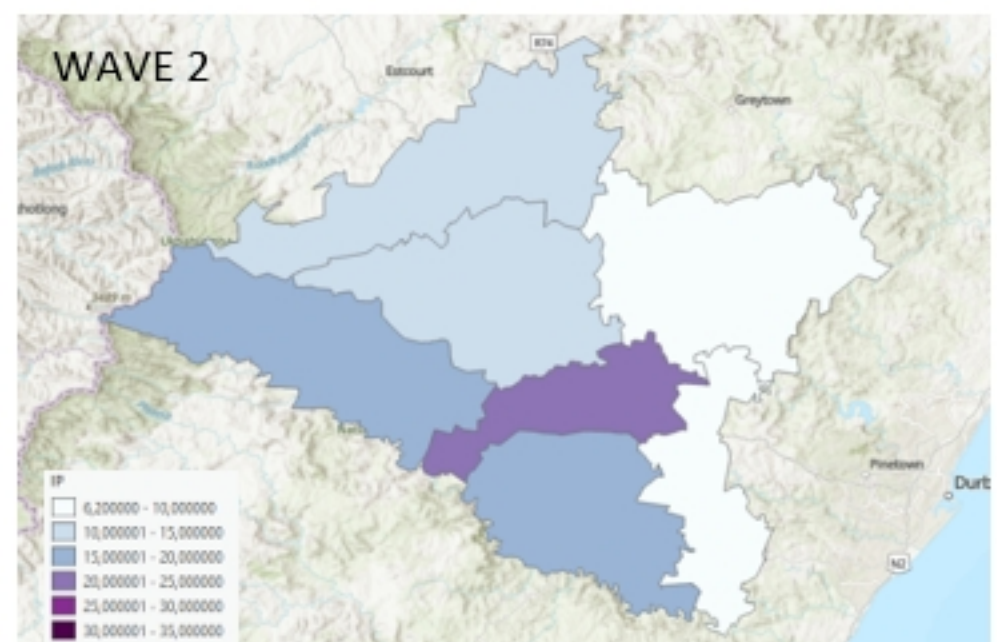 WAVE 2
R74
Estcourt
Greytown
Pinetown
Durb
N2
IP
6,200000 - 10,000000
10,000001 - 15,000000
15,000001 - 20,000000
20,000001 - 25,000000
25,000001 - 30,000000
30,000001 - 35,000000